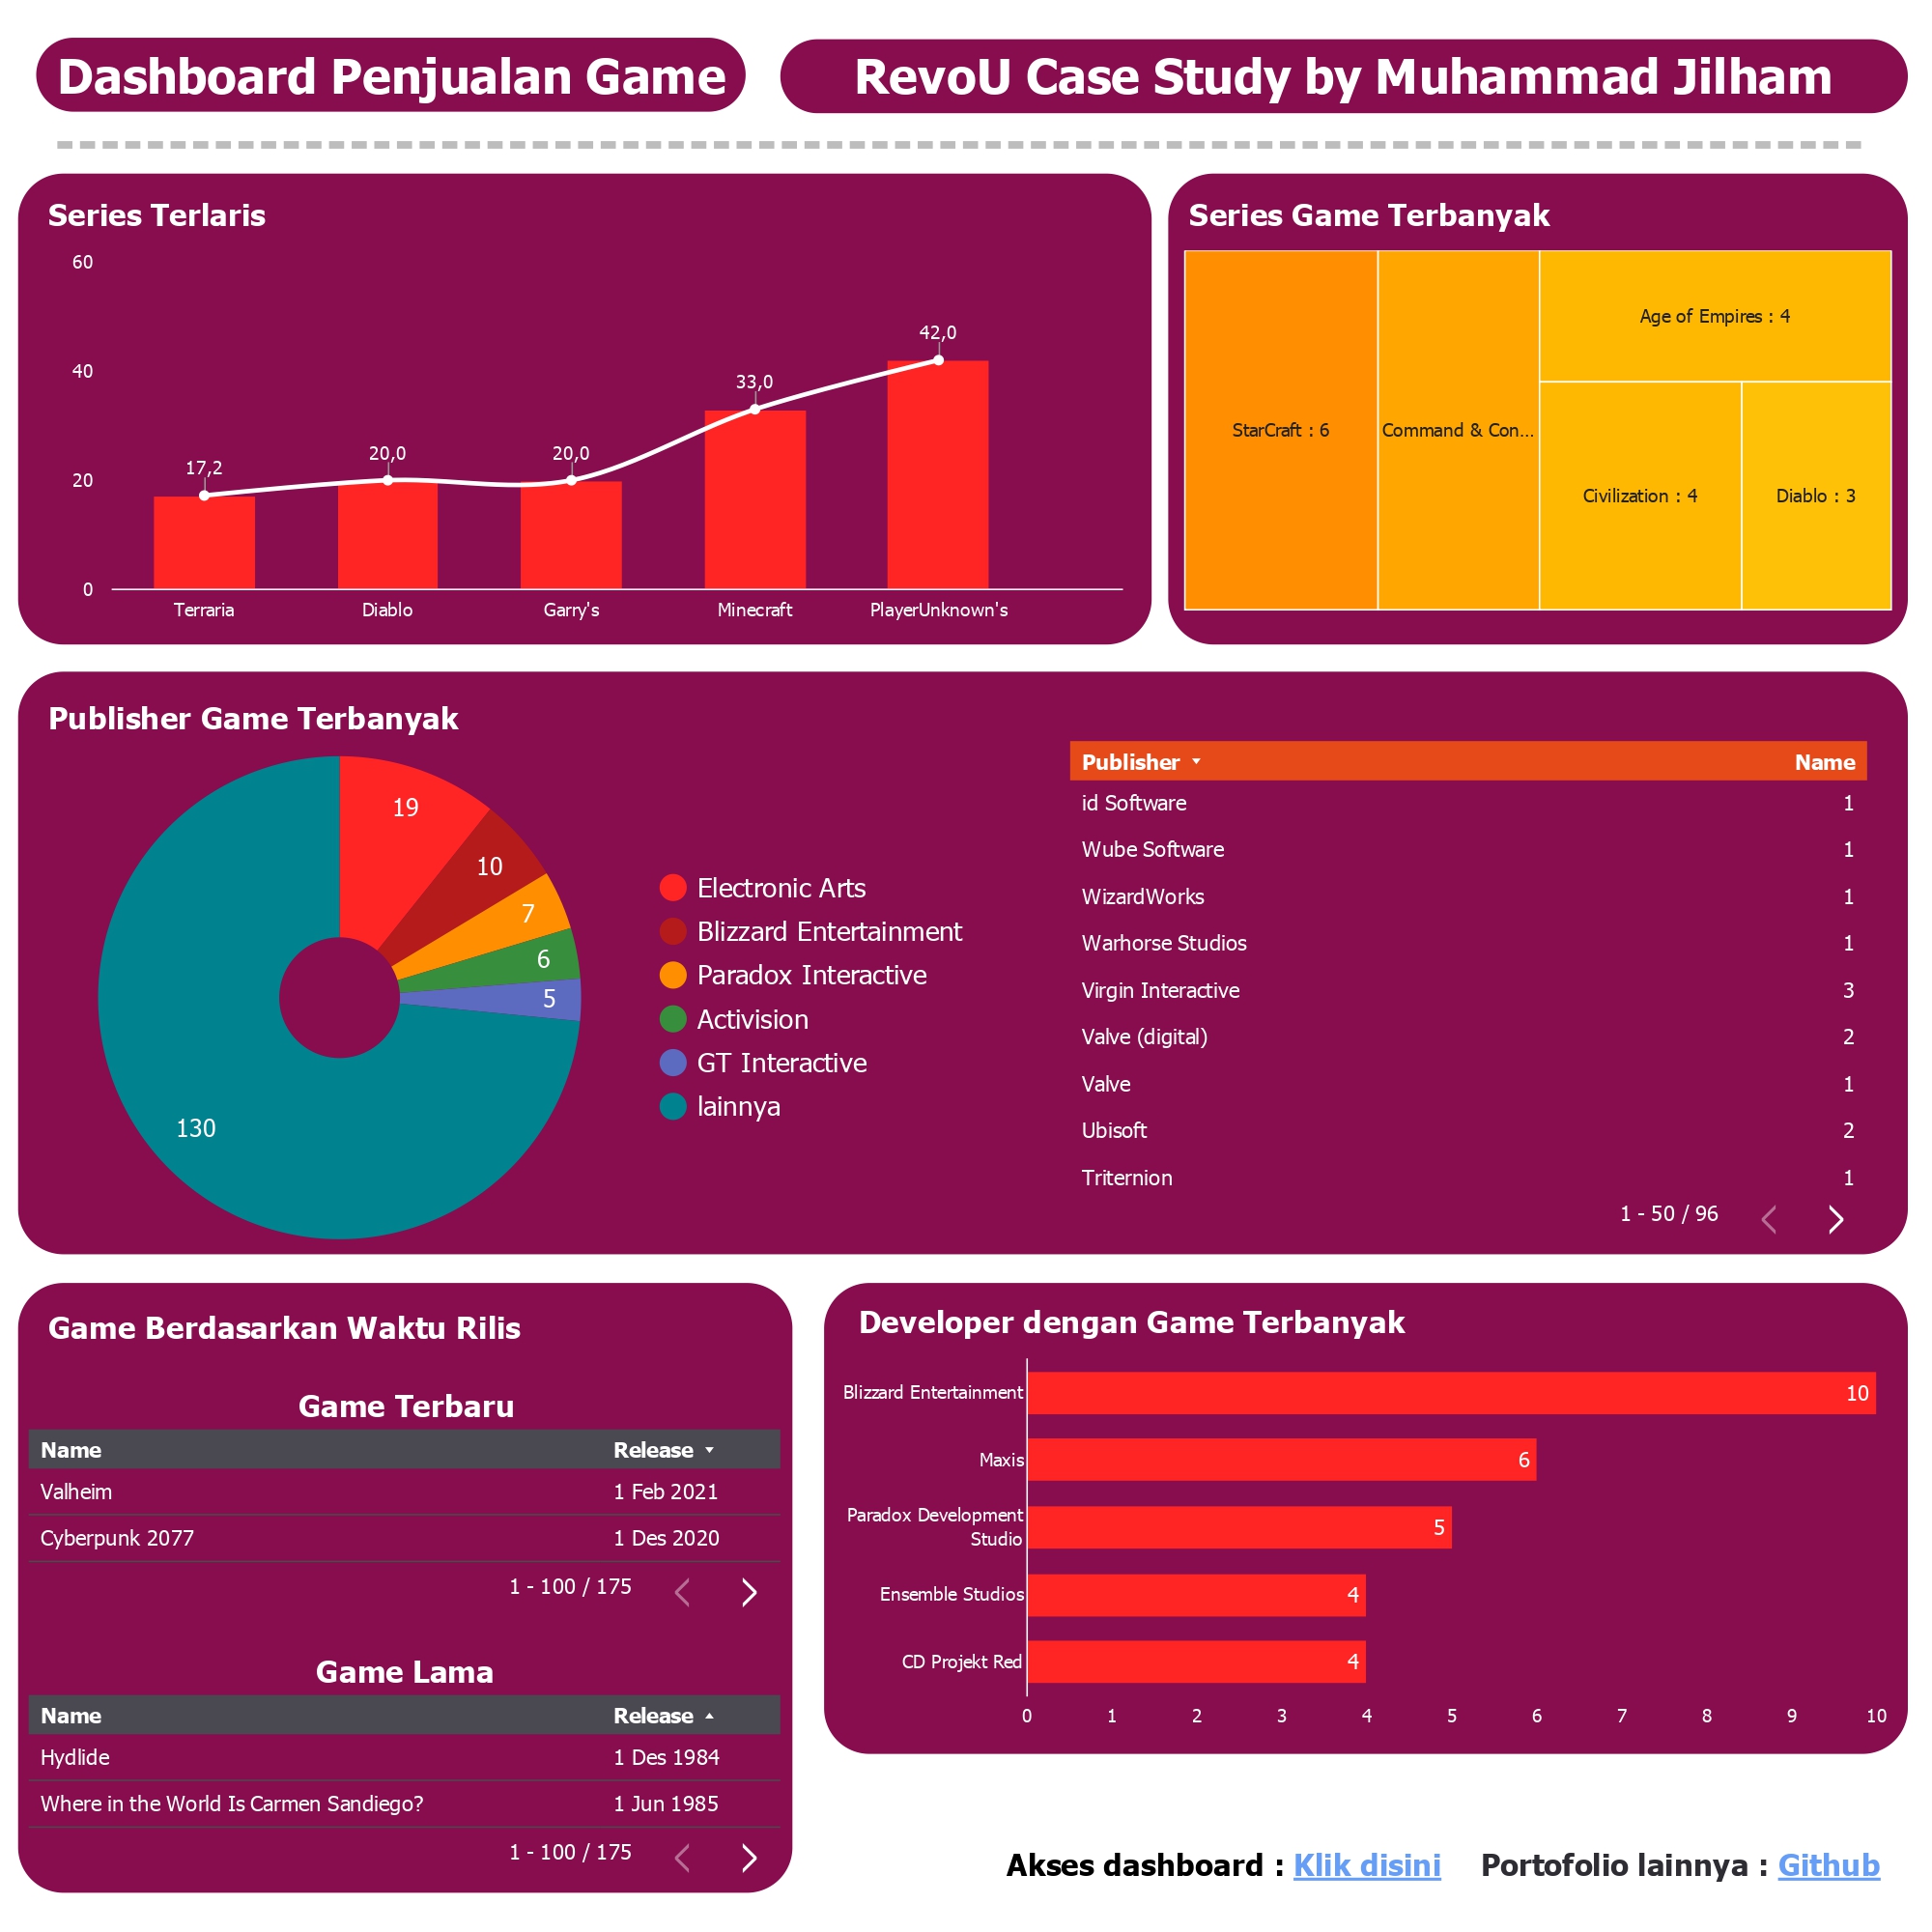 Dashboard Penjualan Game
RevoU Case Study by Muhammad Jilham
Series Terlaris
60
40
20
0
17,2
20,0
20,0
33,0
42,0
Terraria
Diablo
Garry's
Minecraft
PlayerUnknown's
Series Game Terbanyak
StarCraft : 6
Command & Con...
Age of Empires : 4
Civilization : 4
Diablo : 3
Publisher Game Terbanyak
19
10
7
6
5
130
Electronic Arts
Blizzard Entertainment
Paradox Interactive
Activision
GT Interactive
lainnya
Publisher Name
id Software 1
Wube Software 1
WizardWorks 1
Warhorse Studios 1
Virgin Interactive 3
Valve (digital) 2
Valve 1
Ubisoft 2
Triternion 1
1 - 50 / 96
Game Berdasarkan Waktu Rilis
Game Terbaru
Name Release
Valheim 1 Feb 2021
Cyberpunk 2077 1 Des 2020
1 - 100 / 175
Game Lama
Name Release
Hydlide 1 Des 1984
Where in the World Is Carmen Sandiego? 1 Jun 1985
1 - 100 / 175
Developer dengan Game Terbanyak
Blizzard Entertainment 10
Maxis 6
Paradox Development
Studio 5
Ensemble Studios 4
CD Projekt Red 4
0 1 2 3 4 5 6 7 8 9 10
Akses dashboard : Klik disini
Portofolio lainnya : Github